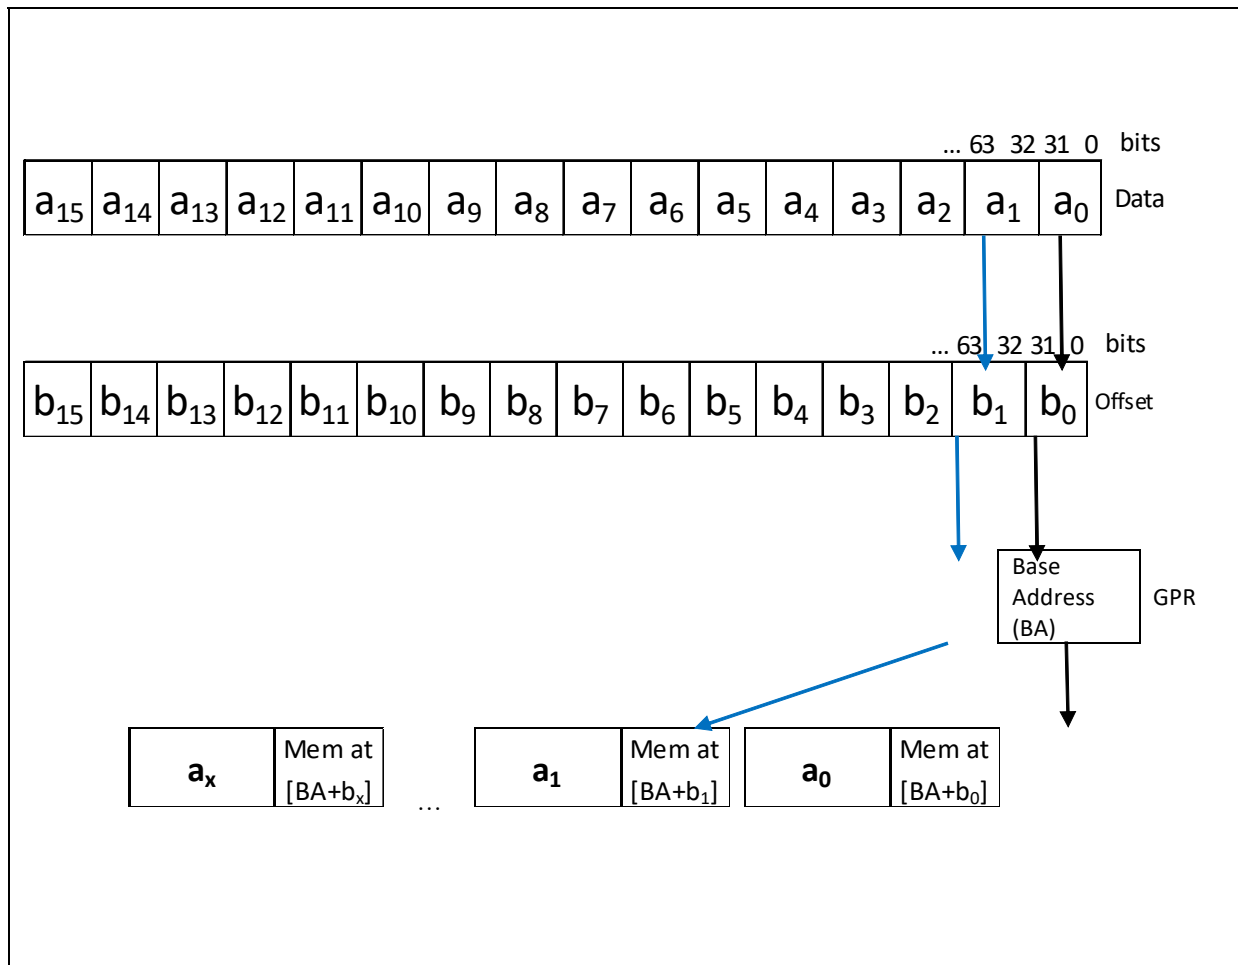 ... 63 32 31 0 bits
a15 a14 a13 a12 a11 a10 a9 a8 a7 a6 a5 a4 a3 a2 a1 a0 Data
... 63 32 31 0 bits
b15 b14 b13 b12 b11 b10 b9 b8 b7 b6 b5 b4 b3 b2 b1 b0 Offset
Base
Address
(BA)
GPR
ax
Mem at
[BA+bx]
...
a1
Mem at
[BA+b1]
a0
Mem at
[BA+b0]